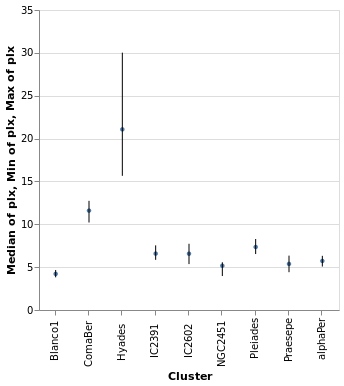 35
30
25
20
15
10
5
0
Median of plx, Min of plx, Max of plx
Blanco1
ComaBer
Hyades
IC2391
IC2602
NGC2451
Pleiades
Praesepe
alphaPer
Cluster